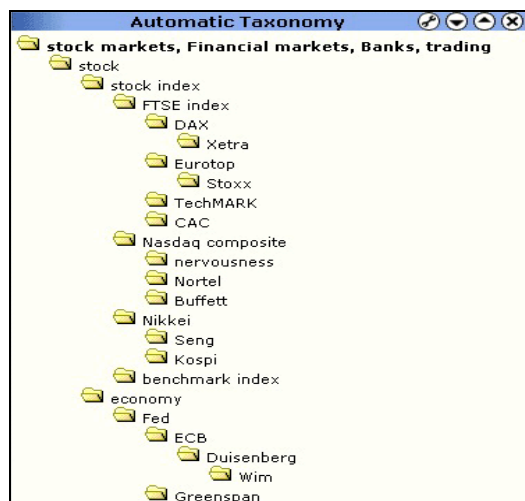 Automatic Taxonomy
stock markets, Financial markets, Banks, trading
stock
stock index
FTSE index
DAX
Xetra
Eurotop
Stoxx
TechMARK
CAC
Nasdaq composite
nervousness
Nortel
Buffett
Nikkei
Seng
Kospi
benchmark index
economy
Fed
ECB
Duisenberg
Wim
Greenspan